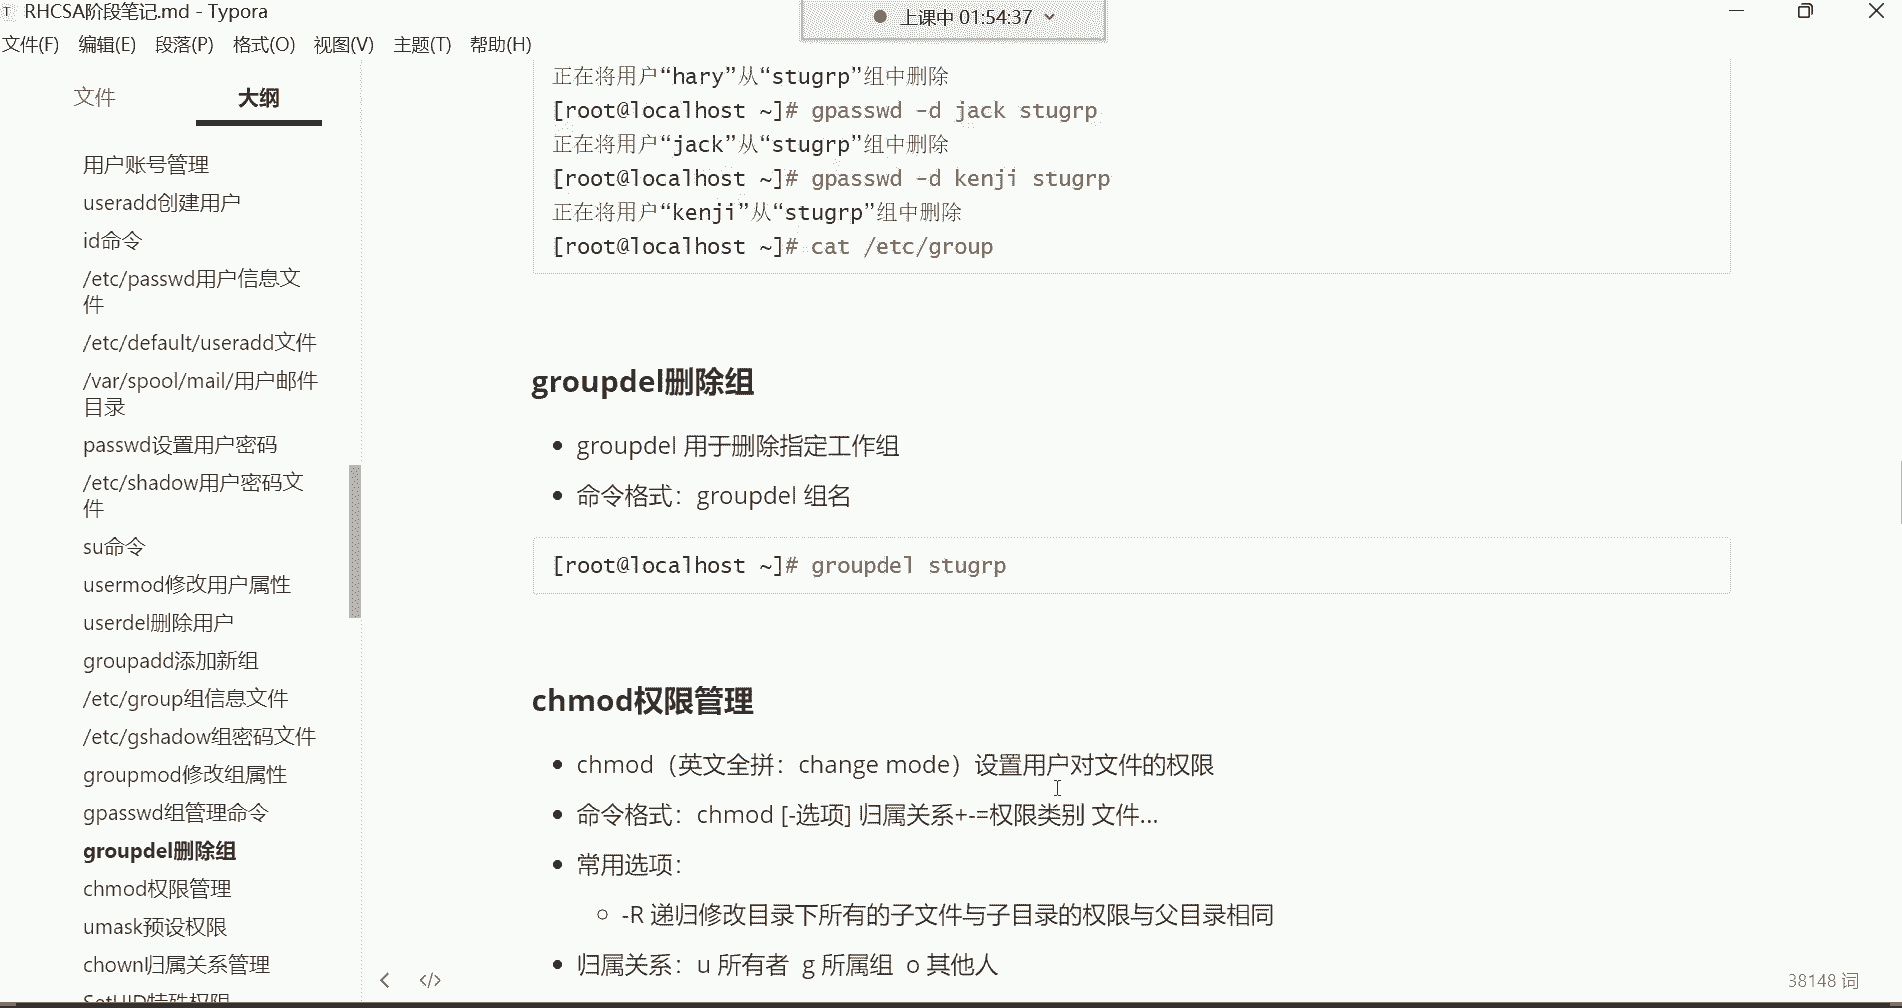 RHCSA阶段笔记.md - Typora
上课中 01:54:37
文件(F) 编辑(E) 段落(P) 格式(O) 视图(V) 主题(T) 帮助(H)
文件 大纲
用户账号管理
useradd创建用户
id命令
/etc/passwd用户信息文
件
/etc/default/useradd文件
/var/spool/mail/用户邮件
目录
passwd设置用户密码
/etc/shadow用户密码文
件
su命令
usermod修改用户属性
userdel删除用户
groupadd添加新组
/etc/group组信息文件
/etc/gshadow组密码文件
groupmod修改组属性
gpasswd组管理命令
groupdel删除组
chmod权限管理
umask预设权限
chownl归属关系管理
SetUID特殊权限
正在将用户“hary”从“stugrp”组中删除
[root@localhost ~]# gpasswd -d jack stugrp
正在将用户“jack”从“stugrp”组中删除
[root@localhost ~]# gpasswd -d kenji stugrp
正在将用户“kenji”从“stugrp”组中删除
[root@localhost ~]# cat /etc/group
groupdel删除组
groupdel 用于删除指定工作组
命令格式：groupdel 组名
[root@localhost ~]# groupdel stugrp
chmod权限管理
chmod（英文全拼：change mode）设置用户对文件的权限
命令格式：chmod [-选项] 归属关系+-=权限类别 文件...
常用选项：
-R 递归修改目录下所有的子文件与子目录的权限与父目录相同
归属关系：u 所有者 g 所属组 o 其他人
38148 词